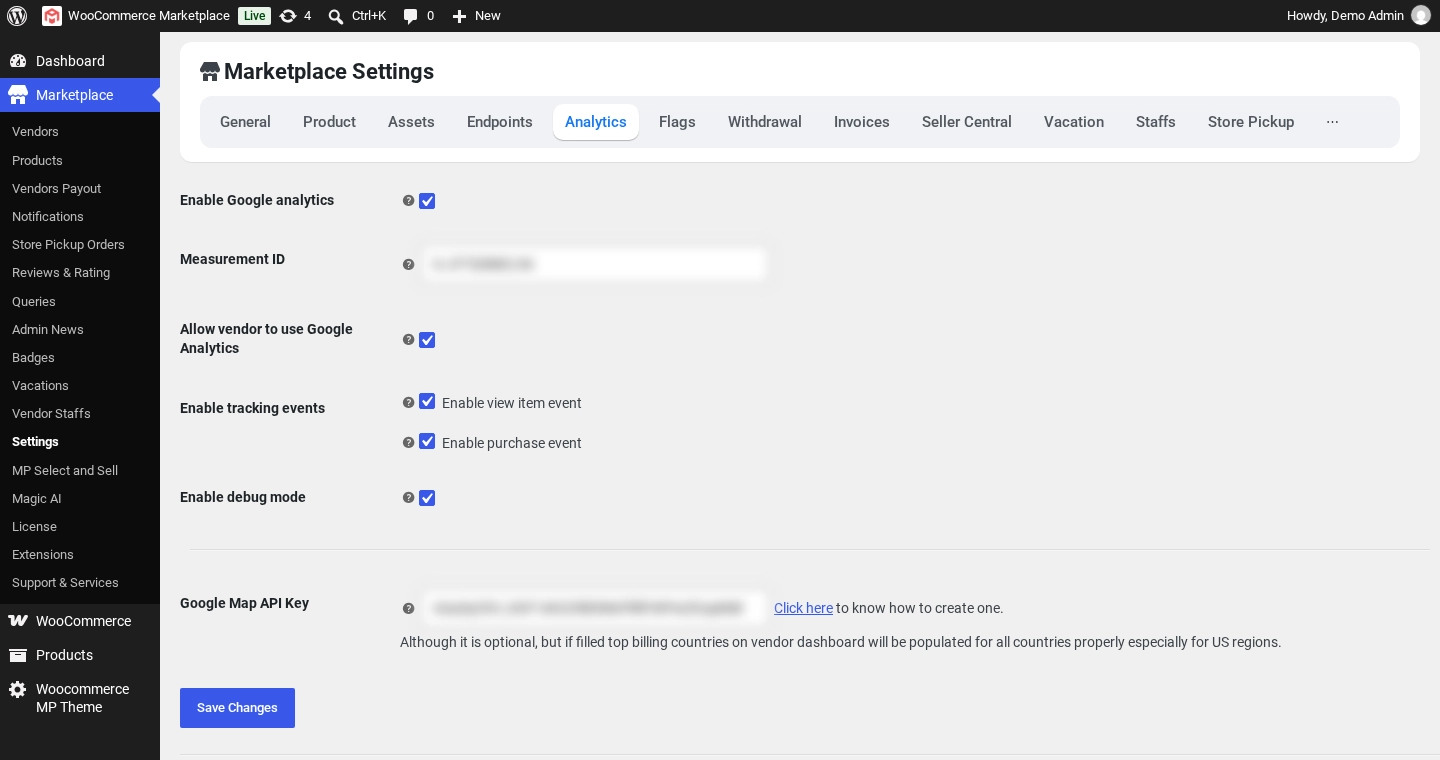 WooCommerce Marketplace Live 4 Ctrl+K 0 New Howdy, Demo Admin
Dashboard
Marketplace
Vendors
Products
Vendors Payout
Notifications
Store Pickup Orders
Reviews & Rating
Queries
Admin News
Badges
Vacations
Vendor Staffs
Settings
MP Select and Sell
Magic AI
License
Extensions
Support & Services
WooCommerce
Products
Woocommerce
MP Theme
Marketplace Settings
General Product Assets Endpoints Analytics Flags Withdrawal Invoices Seller Central Vacation Staffs Store Pickup ...
Enable Google analytics
Measurement ID
Allow vendor to use Google
Analytics
Enable tracking events
Enable view item event
Enable purchase event
Enable debug mode
Google Map API Key
Click here to know how to create one.
Although it is optional, but if filled top billing countries on vendor dashboard will be populated for all countries properly especially for US regions.
Save Changes